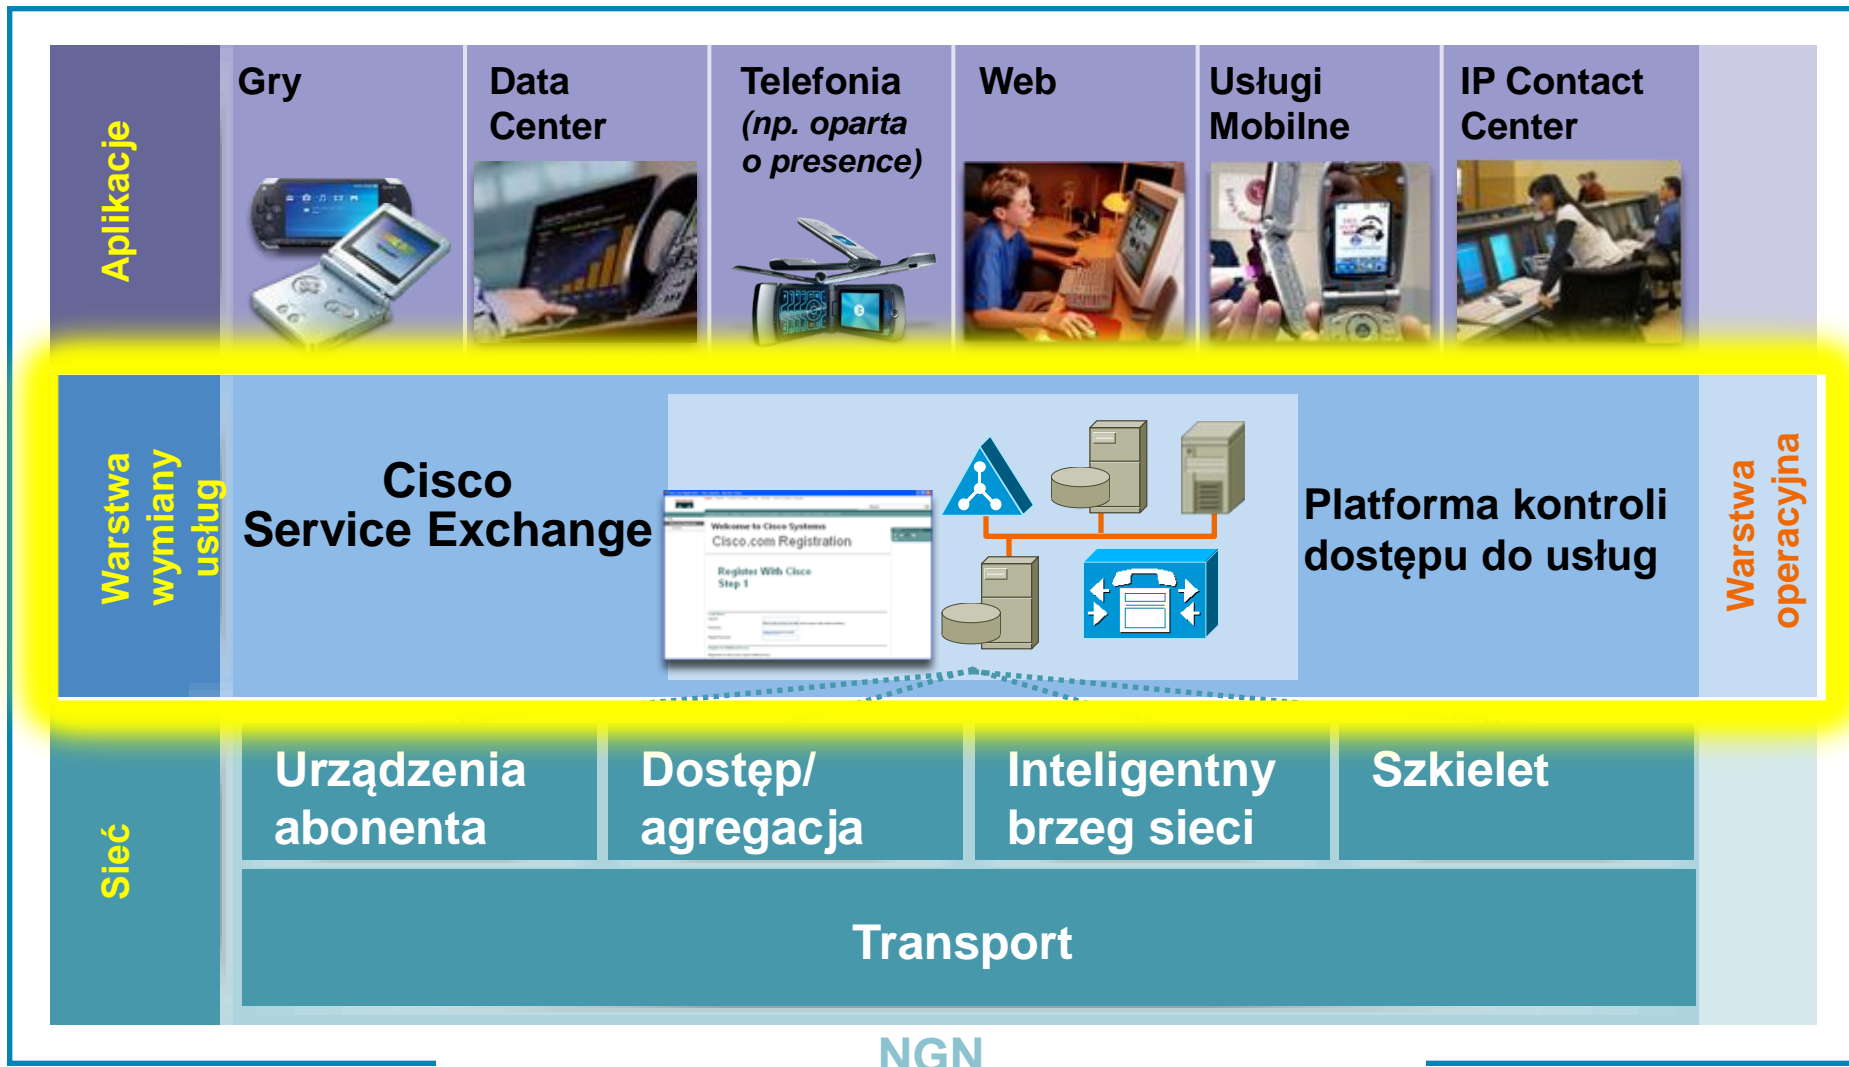 Aplikacje
Gry
Data
Center
Telefonia
(np. oparta
o presence)
Web
Usługi
Mobilne
IP Contact
Center
Warstwa
wymiany
usług
Cisco
Service Exchange
Welcome to Cisco Systems
Cisco.com Registration
Register With Cisco
Step 1
Platforma kontroli
dostępu do usług
Warstwa
operacyjna
Sieć
Urządzenia
abonenta
Dostęp/
agregacja
Inteligentny
brzeg sieci
Szkielet
Transport
NGN